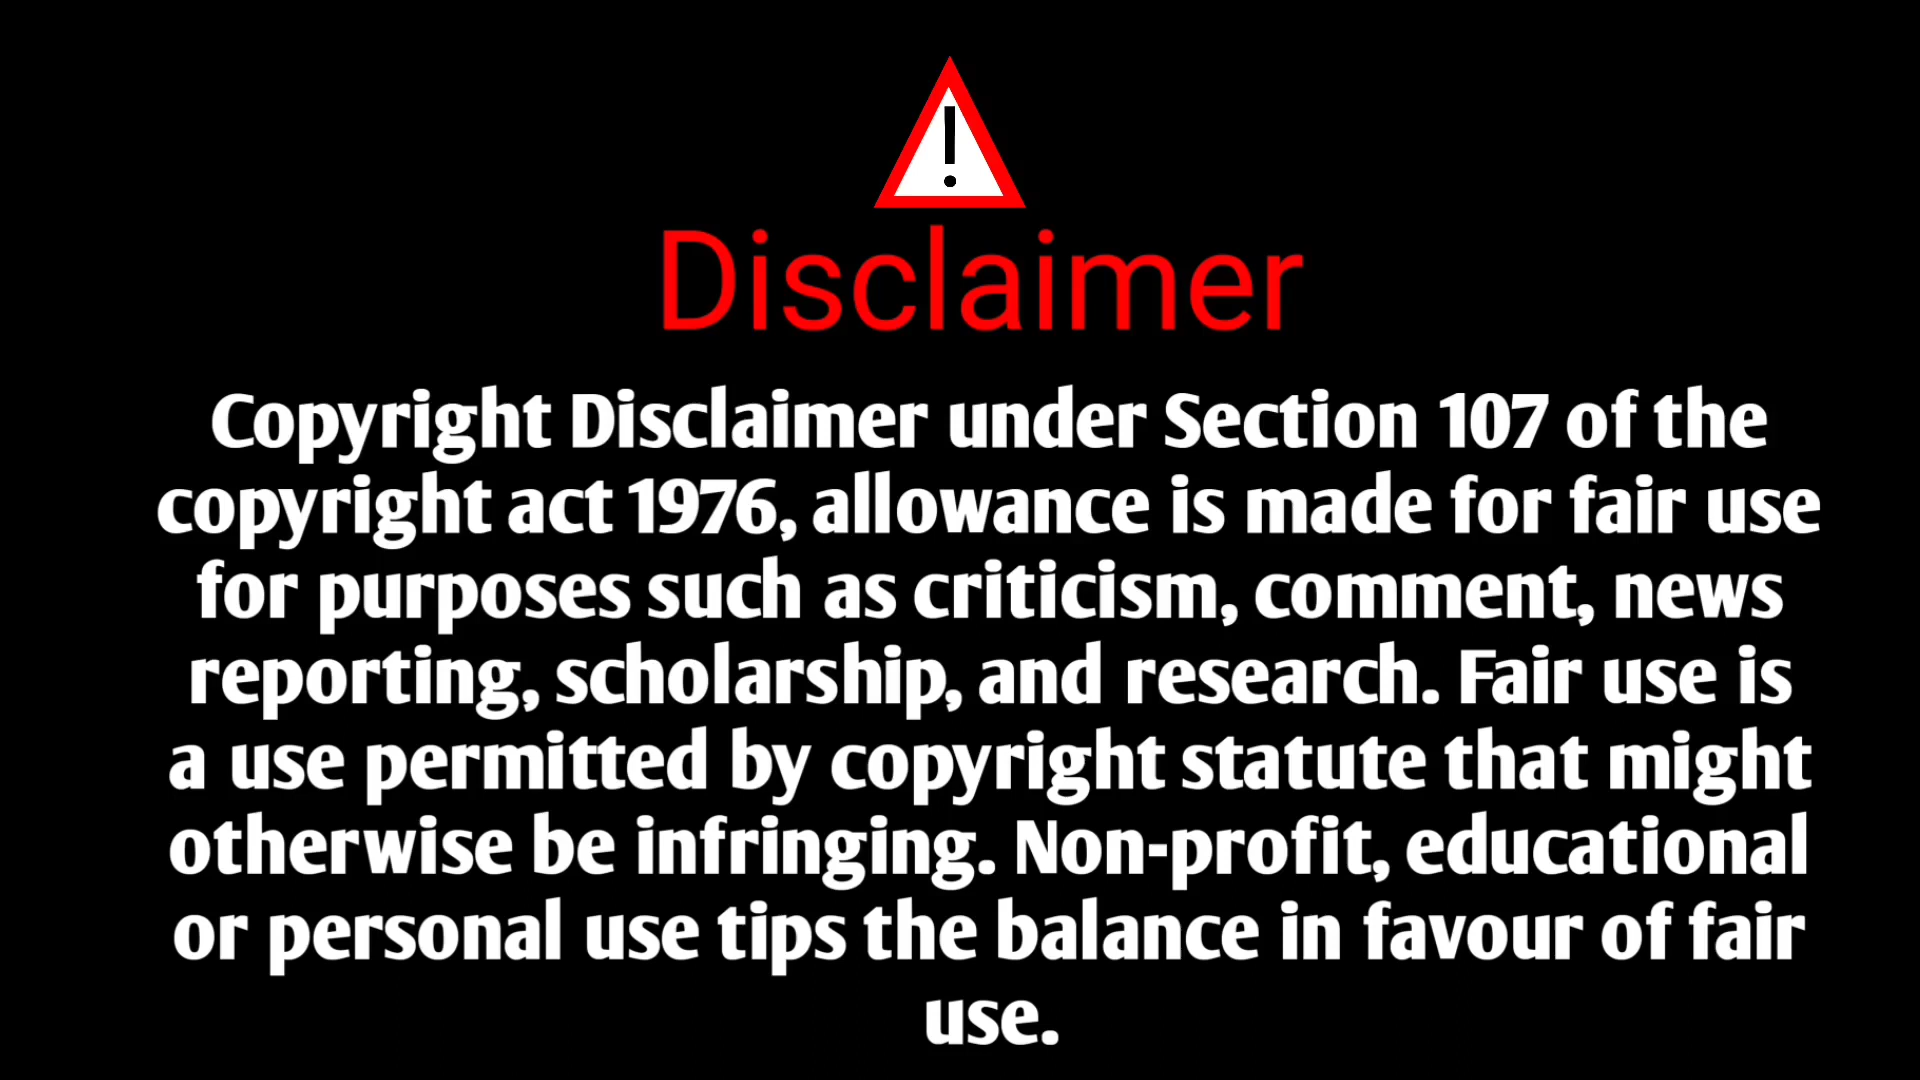 !
Disclaimer
Copyright Disclaimer under Section 107 of the
copyright act 1976, allowance is made for fair use
for purposes such as criticism, comment, news
reporting, scholarship, and research. Fair use is
a use permitted by copyright statute that might
otherwise be infringing. Non-profit, educational
or personal use tips the balance in favour of fair
use.